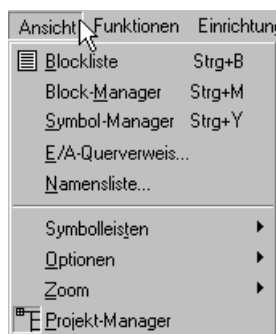 Ansicht Funktionen Einrichtung
Blockliste Strg+B
Block-Manager Strg+M
Symbol-Manager Strg+Y
E/A-Querverweis...
Namensliste...
Symbolleisten
Optionen
Zoom
Projekt-Manager